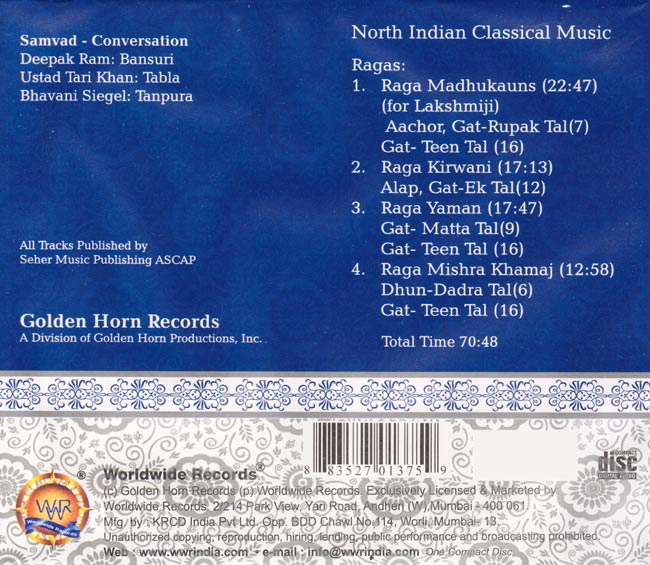 Samvad - Conversation
Deepak Ram: Bansuri
Ustad Tari Khan: Tabla
Bhavani Siegel: Tanpura
All Tracks Published by
Seher Music Publishing ASCAP
Golden Horn Records
A Division of Golden Horn Productions, Inc.
North Indian Classical Music
Ragas:
1. Raga Madhukauns (22:47)
(for Lakshmiji)
Aachor, Gat-Rupak Tal(7)
Gat- Teen Tal (16)
2. Raga Kirwani (17:13)
Alap, Gat-Ek Tal(12)
3. Raga Yaman (17:47)
Gat- Matta Tal(9)
Gat- Teen Tal (16)
4. Raga Mishra Khamaj (12:58)
Dhun-Dadra Tal(6)
Gat- Teen Tal (16)
Total Time 70:48
8 83527 01375 9
COMPACT
disc
DIGITAL AUDIO
WWR
Worldwide Records
®
Worldwide Records®
(c) Golden Horn Records (p) Worldwide Records. Exclusively Licensed & Marketed by:
Worldwide Records. 2/214 Park View, Yari Road, Andheri (W),Mumbai - 400 061.
Mfg. by : KRCD India Pvt Ltd. Opp. BDD Chawl No.114, Worli, Mumbai- 13.
Unauthorized copying, reproduction, hiring, lending, public performance and broadcasting prohibited.
Web : www.wwrindia.com - e-mail : info@wwrindia.com One Compact Disc.